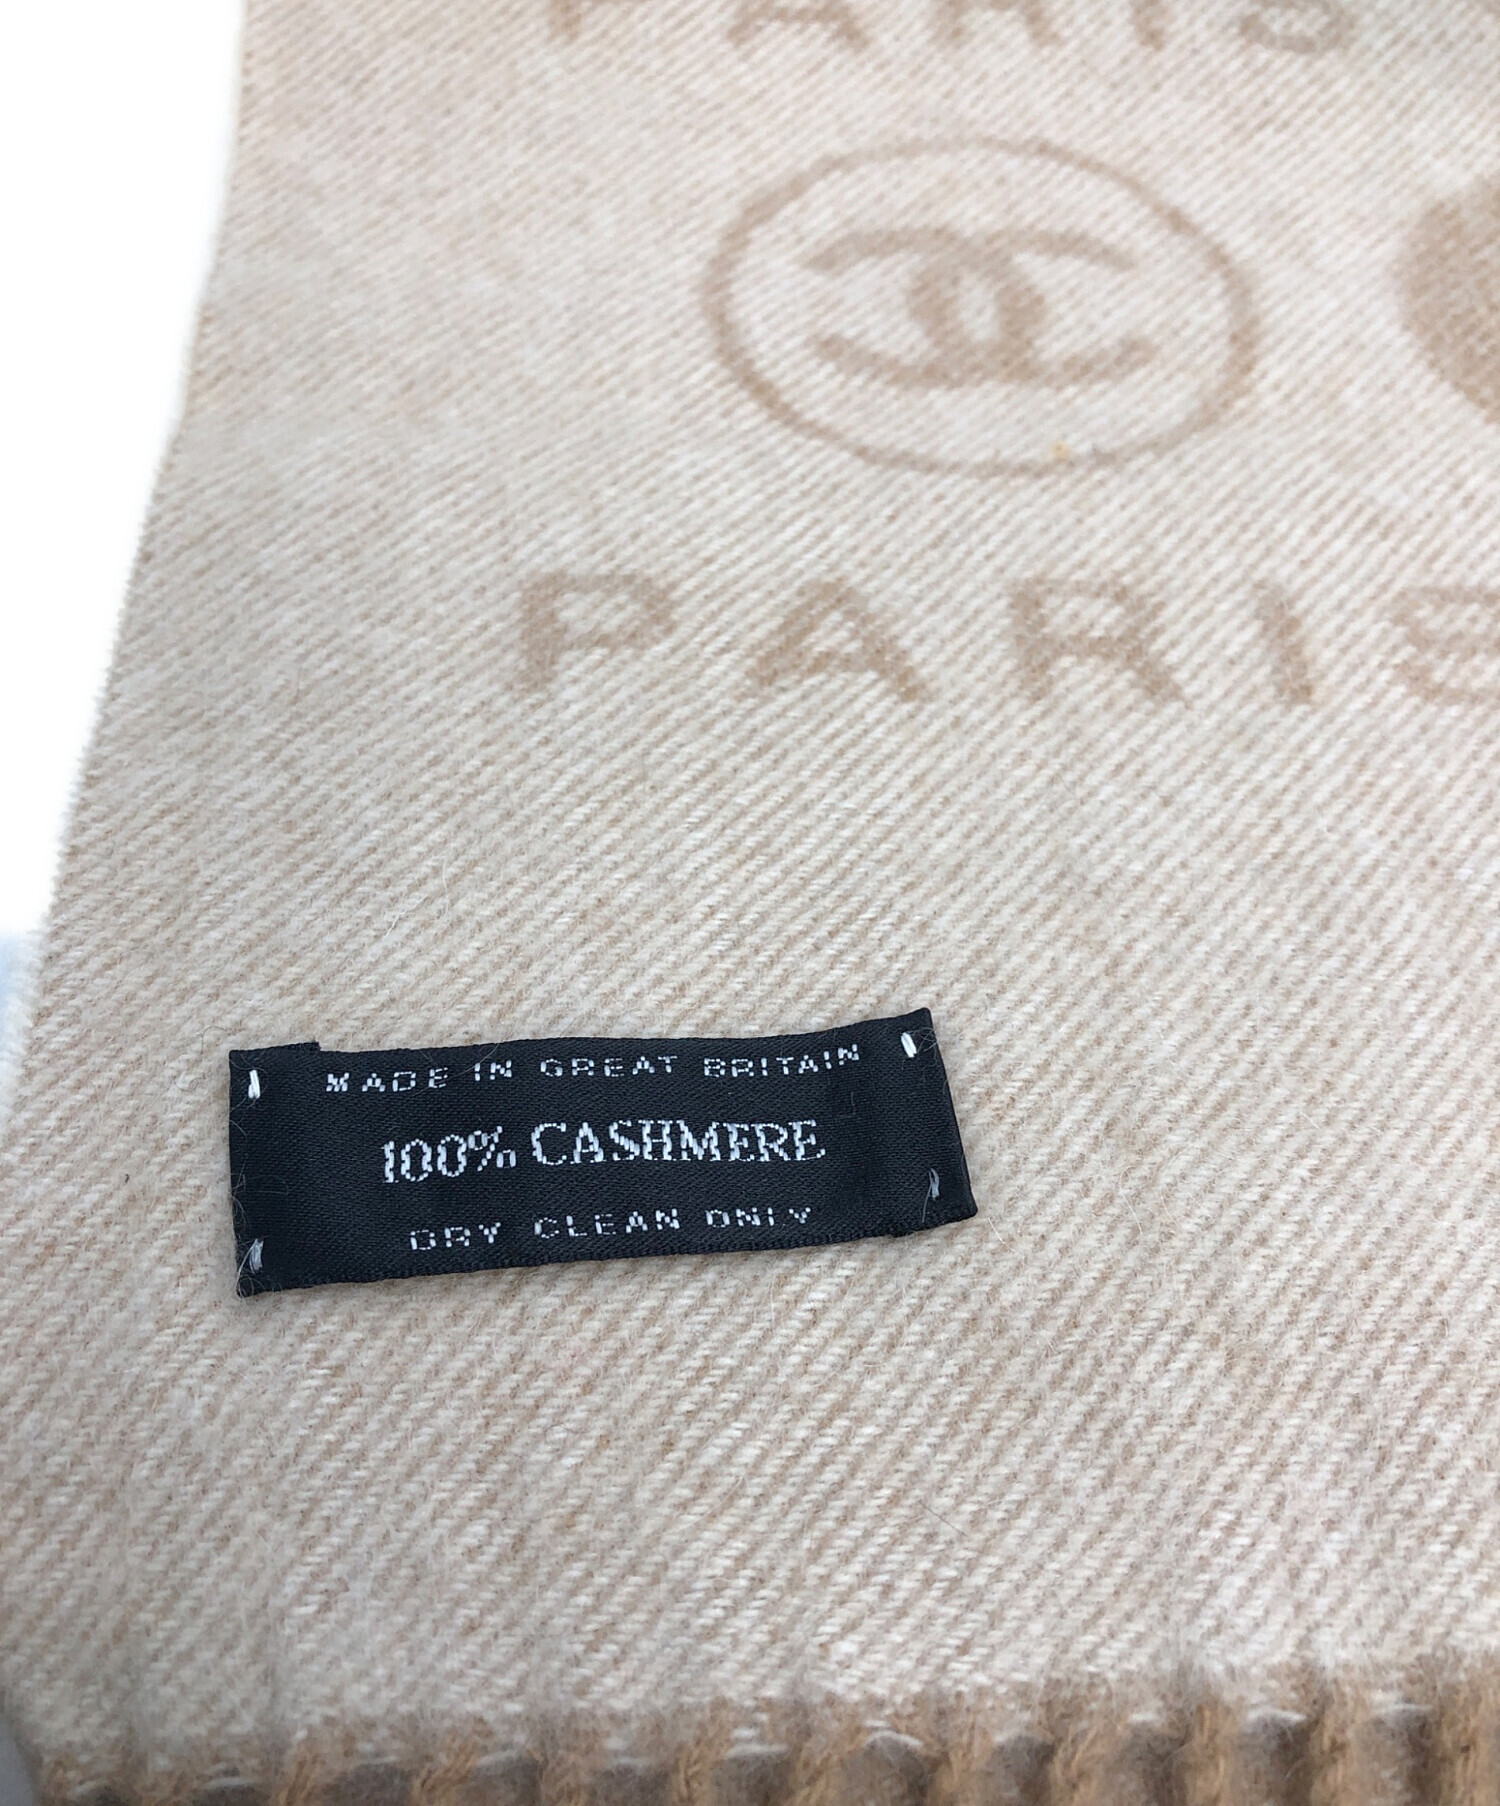 PARIS
PARIS
MADE IN GREAT BRITAIN
100% CASHMERE
DRY CLEAN ONLY